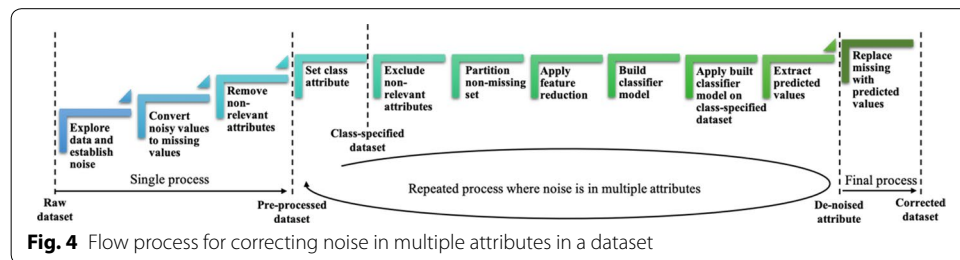 Explore
data and
establish
noise
Convert
noisy values
to missing
values
Remove
non-
relevant
attributes
Set class
attribute
Exclude
non-
relevant
attributes
Partition
non-missing
set
Apply
feature
reduction
Build
classifier
model
Apply built
classifier
model on
class-specified
dataset
Extract
predicted
values
Replace
missing
with
predicted
values
Class-specified
dataset
Single process
Repeated process where noise is in multiple attributes
Final process
Raw
dataset
Pre-processed
dataset
De-noised
attribute
Corrected
dataset
Fig. 4 Flow process for correcting noise in multiple attributes in a dataset